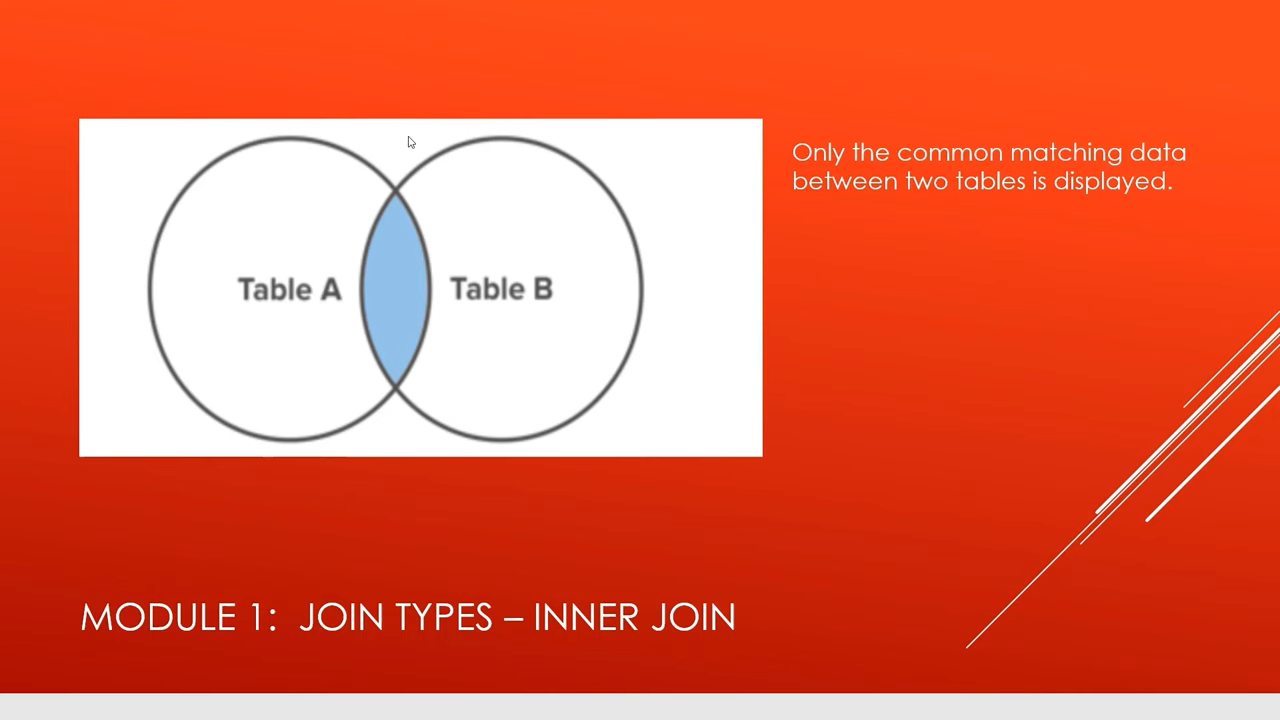 Table A
Table B
Only the common matching data
between two tables is displayed.
MODULE 1: JOIN TYPES – INNER JOIN